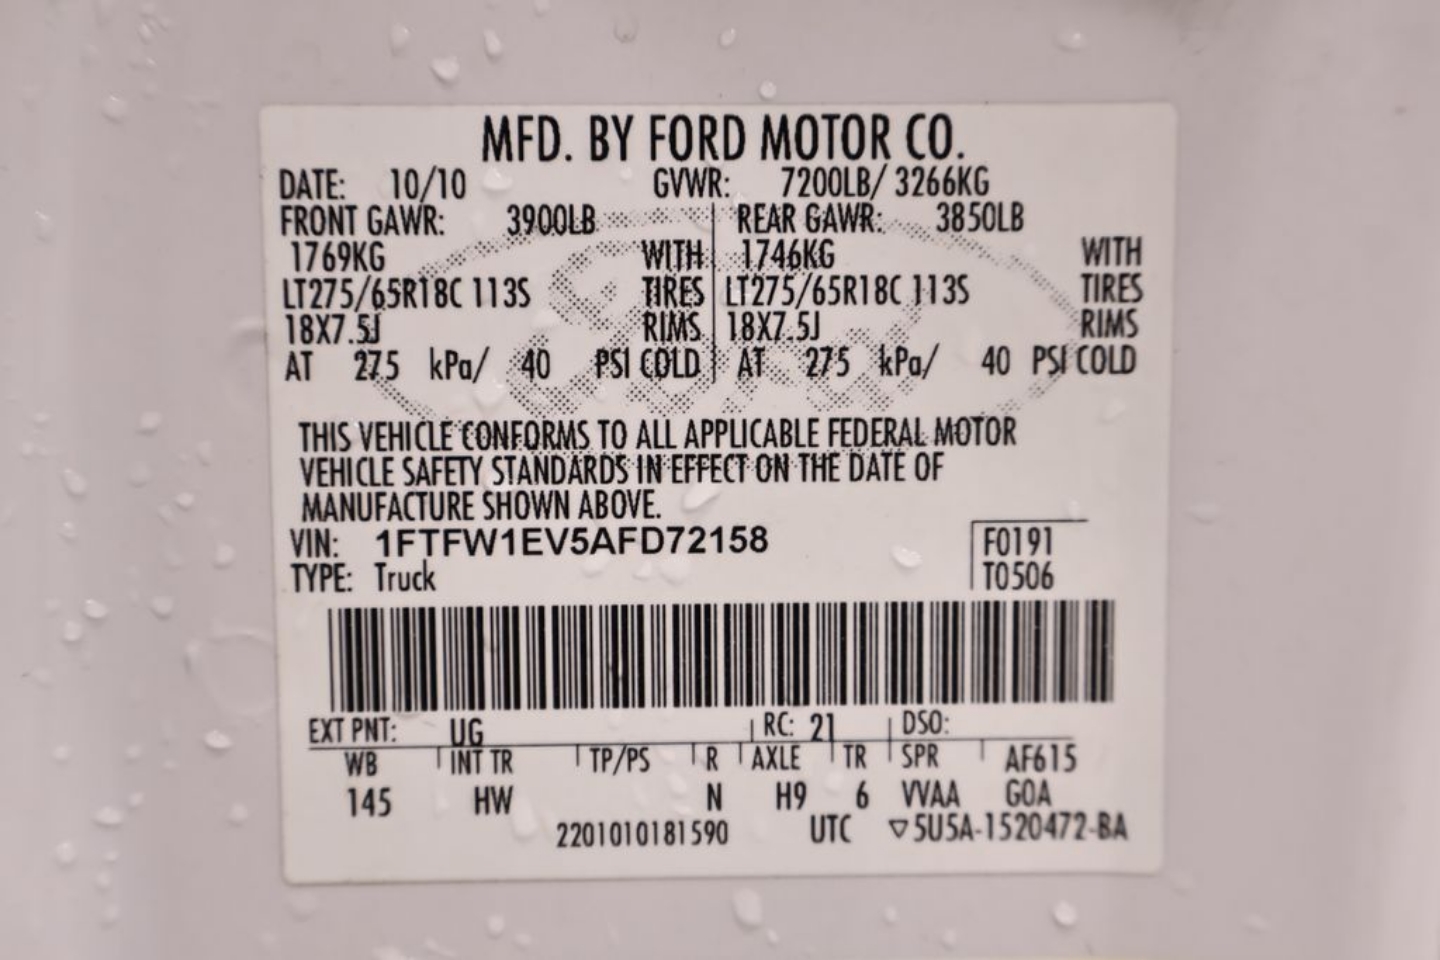 MFD. BY FORD MOTOR CO.
DATE: 10/10 GVWR: 7200LB/ 3266KG
FRONT GAWR: 3900LB REAR GAWR: 3850LB
1769KG WITH 1746KG WITH
LT275/65R18C 113S TIRES LT275/65R18C 113S TIRES
18X7.5J RIMS 18X7.5J RIMS
AT 275 kPa/ 40 PSI COLD AT 275 kPa/ 40 PSI COLD
Ford
THIS VEHICLE CONFORMS TO ALL APPLICABLE FEDERAL MOTOR
VEHICLE SAFETY STANDARDS IN EFFECT ON THE DATE OF
MANUFACTURE SHOWN ABOVE.
VIN: 1FTFW1EV5AFD72158 F0191
TYPE: Truck T0506
EXT PNT: UG RC: 21 DSO:
WB INT TR TP/PS R AXLE TR SPR AF615
145 HW N H9 6 VVAA GOA
2201010181590 UTC ▽5U5A-1520472-BA